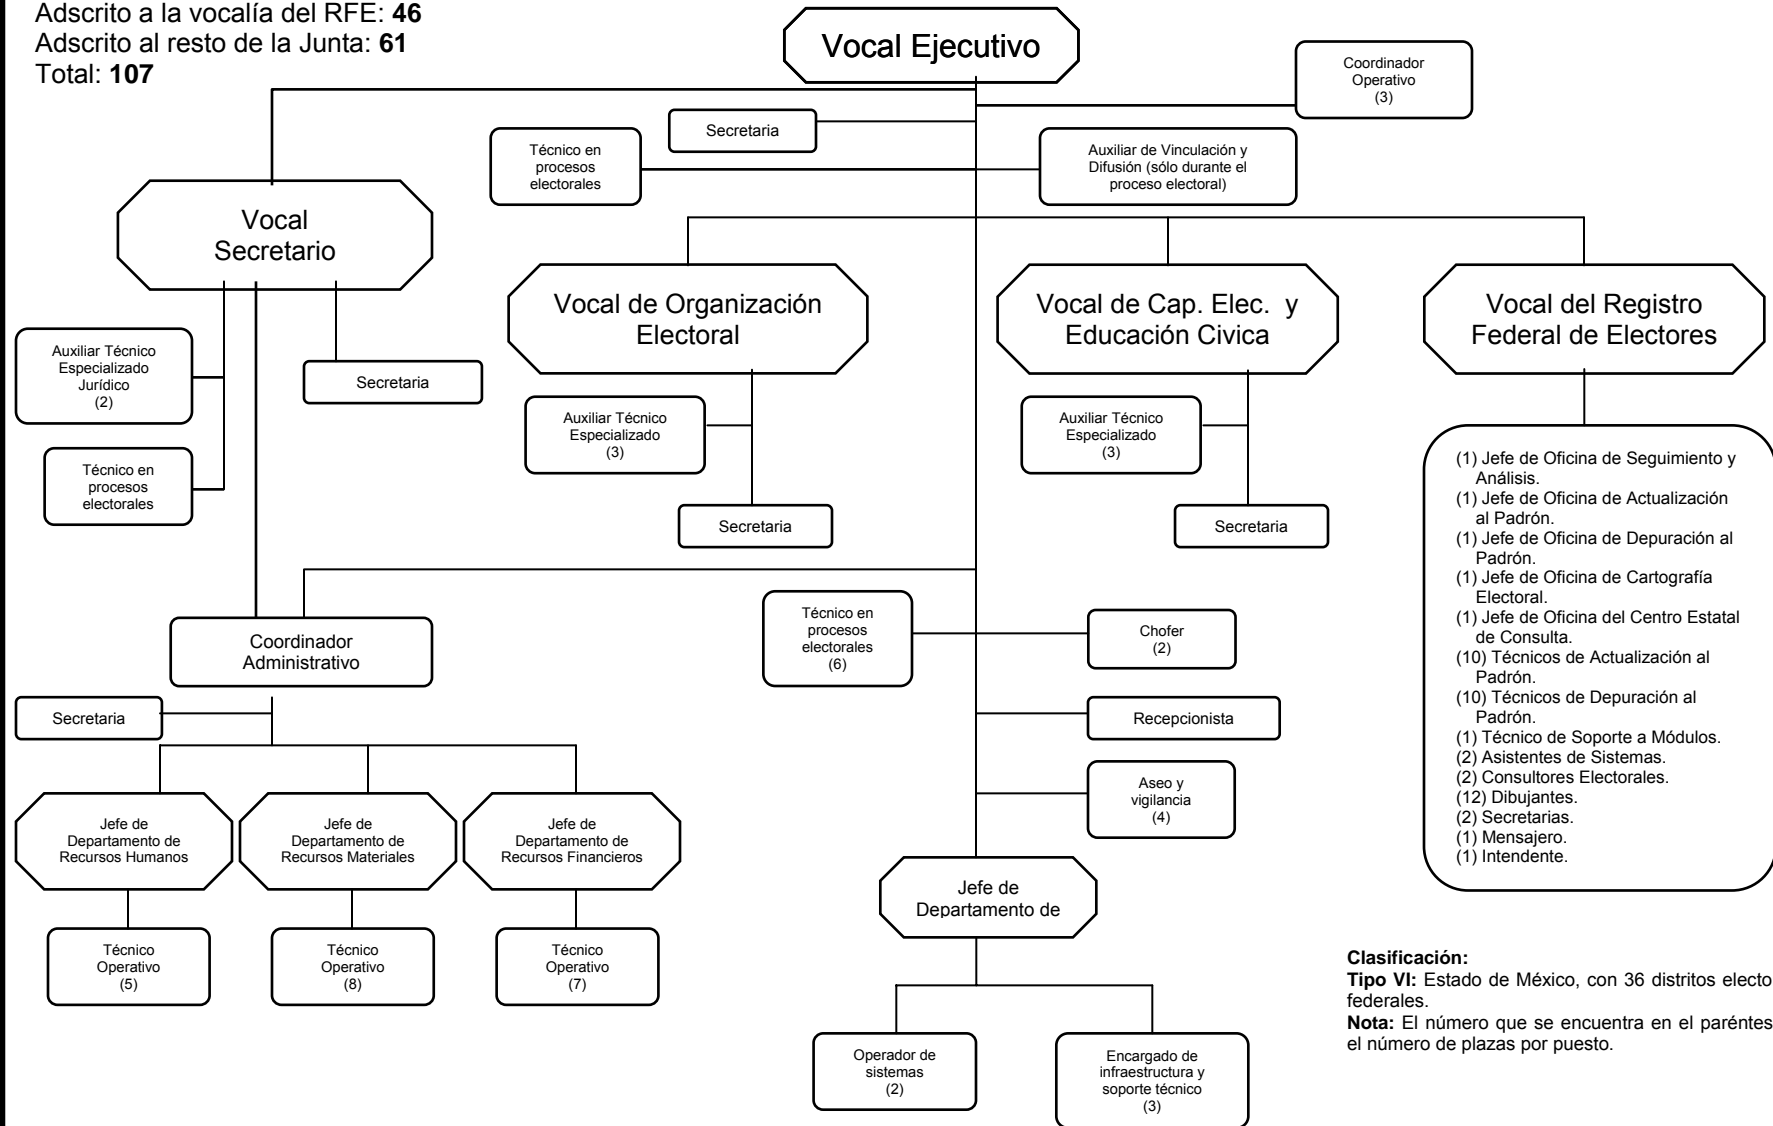 Adscrito a la vocalía del RFE: 46
Adscrito al resto de la Junta: 61
Total: 107
Vocal Ejecutivo
Coordinador
Operativo
(3)
Secretaria
Técnico en
procesos
electorales
Auxiliar de Vinculación y
Difusión (sólo durante el
proceso electoral)
Vocal
Secretario
Vocal de Organización
Electoral
Vocal de Cap. Elec. y
Educación Civica
Vocal del Registro
Federal de Electores
Auxiliar Técnico
Especializado
Jurídico
(2)
Secretaria
Técnico en
procesos
electorales
Auxiliar Técnico
Especializado
(3)
Secretaria
Auxiliar Técnico
Especializado
(3)
Secretaria
(1) Jefe de Oficina de Seguimiento y
Análisis.
(1) Jefe de Oficina de Actualización
al Padrón.
(1) Jefe de Oficina de Depuración al
Padrón.
(1) Jefe de Oficina de Cartografía
Electoral.
(1) Jefe de Oficina del Centro Estatal
de Consulta.
(10) Técnicos de Actualización al
Padrón.
(10) Técnicos de Depuración al
Padrón.
(1) Técnico de Soporte a Módulos.
(2) Asistentes de Sistemas.
(2) Consultores Electorales.
(12) Dibujantes.
(2) Secretarias.
(1) Mensajero.
(1) Intendente.
Coordinador
Administrativo
Secretaria
Técnico en
procesos
electorales
(6)
Chofer
(2)
Recepcionista
Aseo y
vigilancia
(4)
Jefe de
Departamento de
Recursos Humanos
Jefe de
Departamento de
Recursos Materiales
Jefe de
Departamento de
Recursos Financieros
Técnico
Operativo
(5)
Técnico
Operativo
(8)
Técnico
Operativo
(7)
Jefe de
Departamento de
Operador de
sistemas
(2)
Encargado de
infraestructura y
soporte técnico
(3)
Clasificación:
Tipo VI: Estado de México, con 36 distritos electo
federales.
Nota: El número que se encuentra en el paréntes
el número de plazas por puesto.